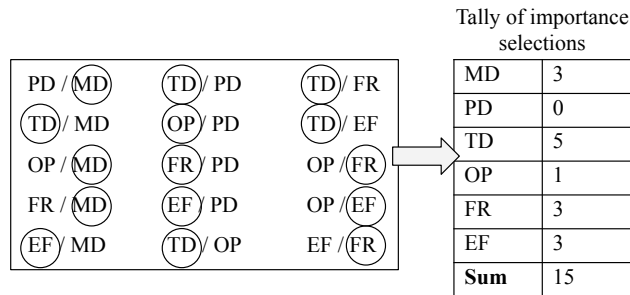 Tally of importance
selections
PD / MD TD / PD TD / FR
TD / MD OP / PD TD / EF
OP / MD FR / PD OP / FR
FR / MD EF / PD OP / EF
EF / MD TD / OP EF / FR
MD 3
PD 0
TD 5
OP 1
FR 3
EF 3
Sum 15